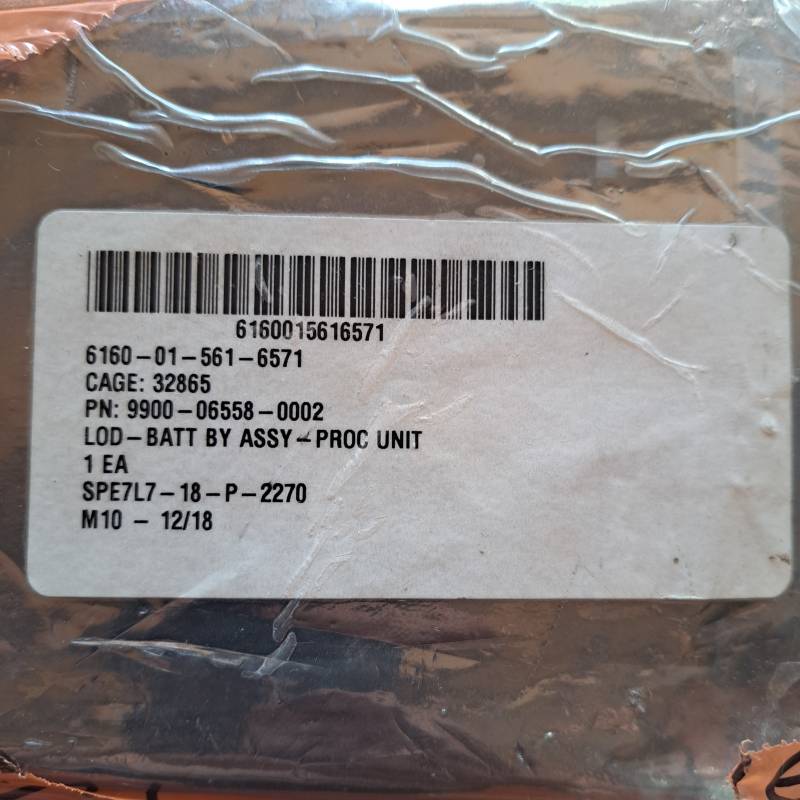 6160015616571
6160-01-561-6571
CAGE: 32865
PN: 9900-06558-0002
LOD-BATT BY ASSY-PROC UNIT
1 EA
SPE7L7-18-P-2270
M10 - 12/18